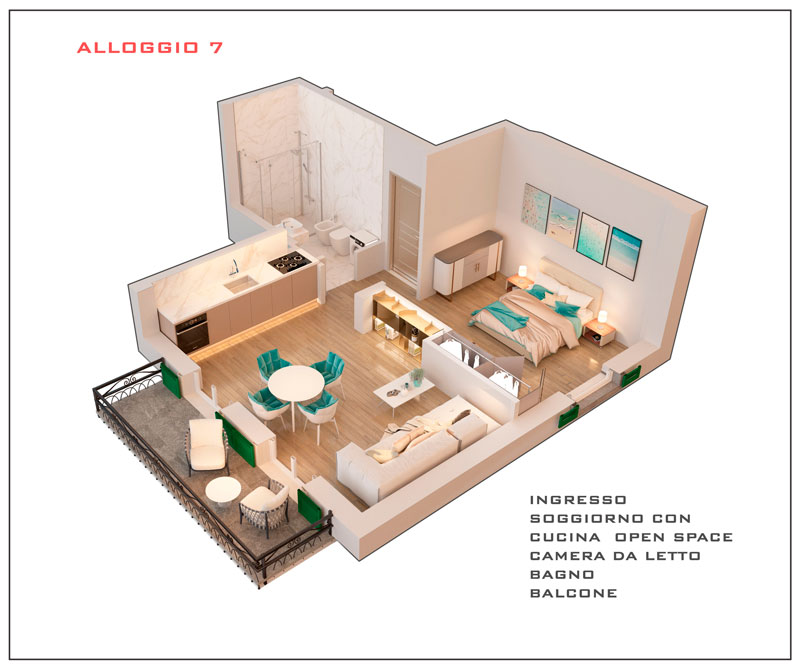 ALLOGGIO 7
INGRESSO
SOGGIORNO CON
CUCINA OPEN SPACE
CAMERA DA LETTO
BAGNO
BALCONE